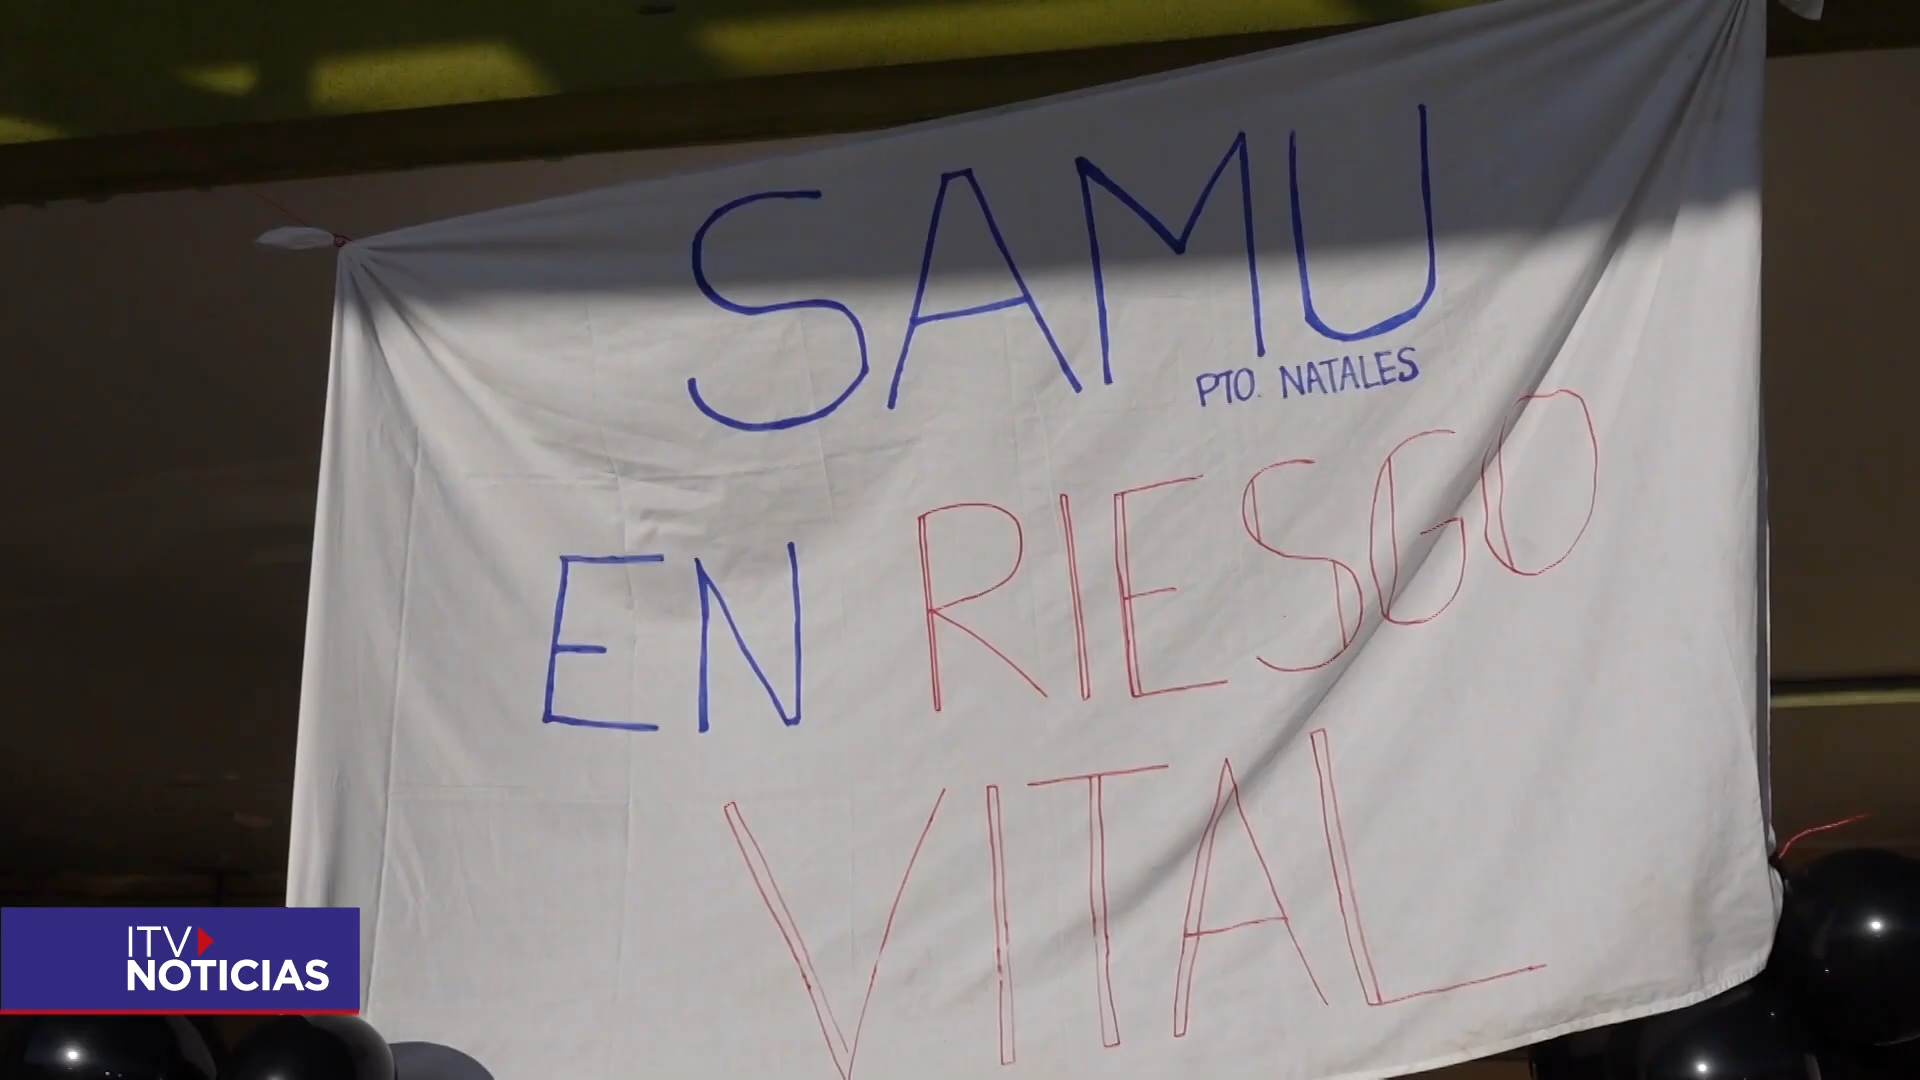 SAMU
PTO. NATALES
EN RIESGO
VITAL
ITV
NOTICIAS